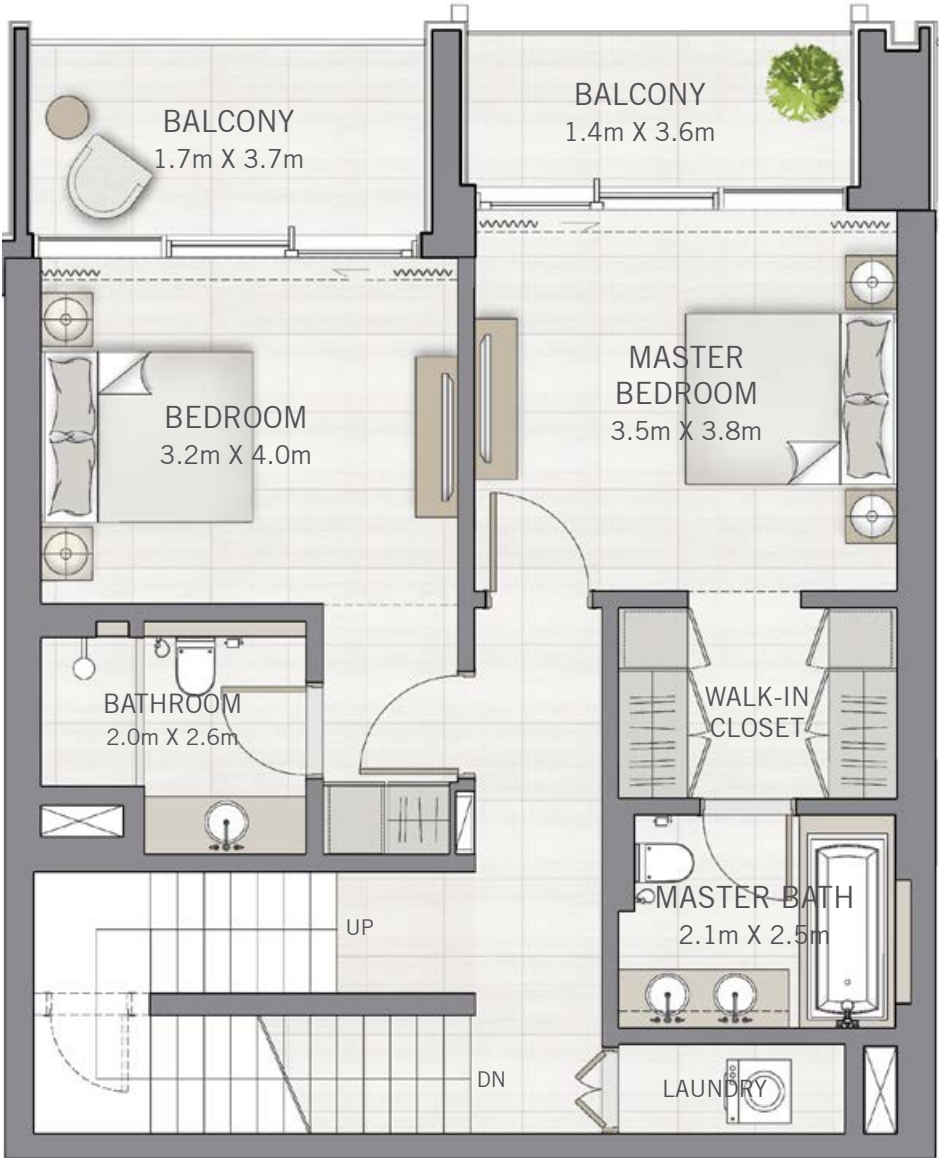 BALCONY
1.7m X 3.7m
BALCONY
1.4m X 3.6m
BEDROOM
3.2m X 4.0m
MASTER
BEDROOM
3.5m X 3.8m
BATHROOM
2.0m X 2.6m
WALK-IN
CLOSET
MASTER BATH
2.1m X 2.5m
UP
DN
LAUNDRY